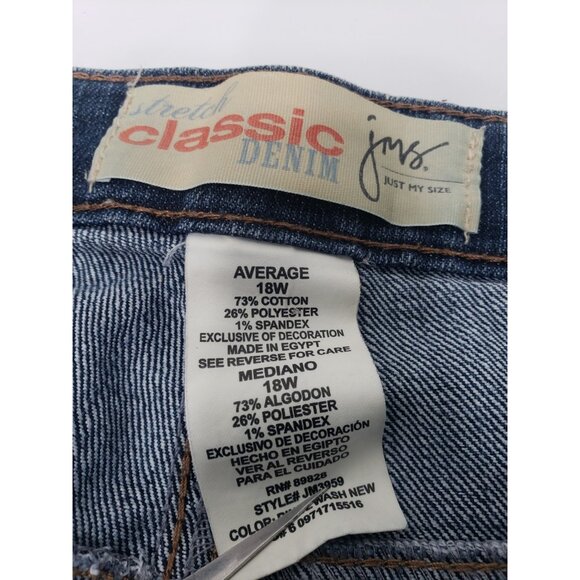 stretch
classic
DENIM
jms.
JUST MY SIZE
AVERAGE
18W
73% COTTON
26% POLYESTER
1% SPANDEX
EXCLUSIVE OF DECORATION
MADE IN EGYPT
SEE REVERSE FOR CARE
MEDIANO
18W
73% ALGODON
26% POLIESTER
1% SPANDEX
EXCLUSIVO DE DECORACIÓN
HECHO EN EGIPTO
VER AL REVERSO
PARA EL CUIDADO
RN# 89828
STYLE# JM3959
COLOR: WASH NEW
6 0971715516